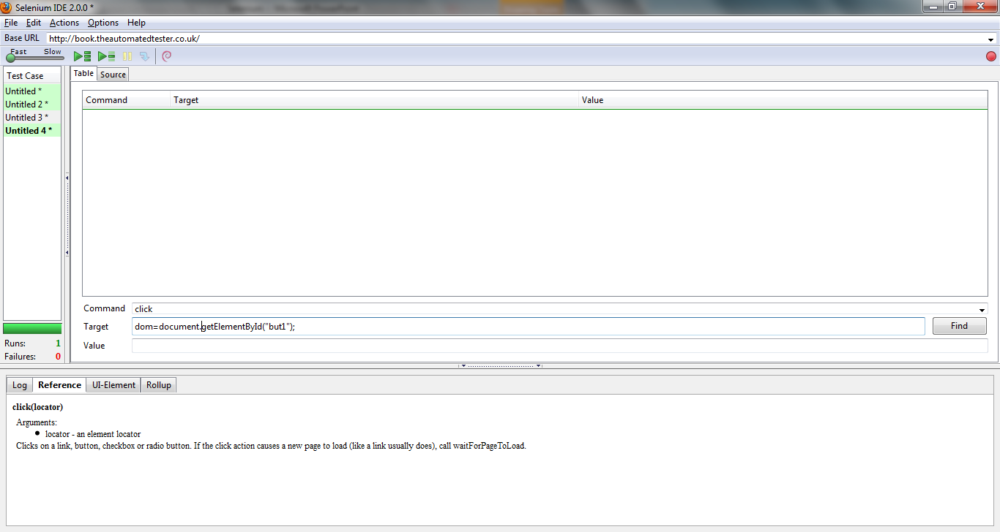 Selenium IDE 2.0.0 *
File Edit Actions Options Help
Base URL http://book.theautomatedtester.co.uk/
Fast Slow
Test Case
Untitled *
Untitled 2 *
Untitled 3 *
Untitled 4 *
Runs: 1
Failures: 0
Table Source
Command Target Value
Command click
Target dom=document.getElementById("but1"); Find
Value
Log Reference UI-Element Rollup
click(locator)
Arguments:
locator - an element locator
Clicks on a link, button, checkbox or radio button. If the click action causes a new page to load (like a link usually does), call waitForPageToLoad.